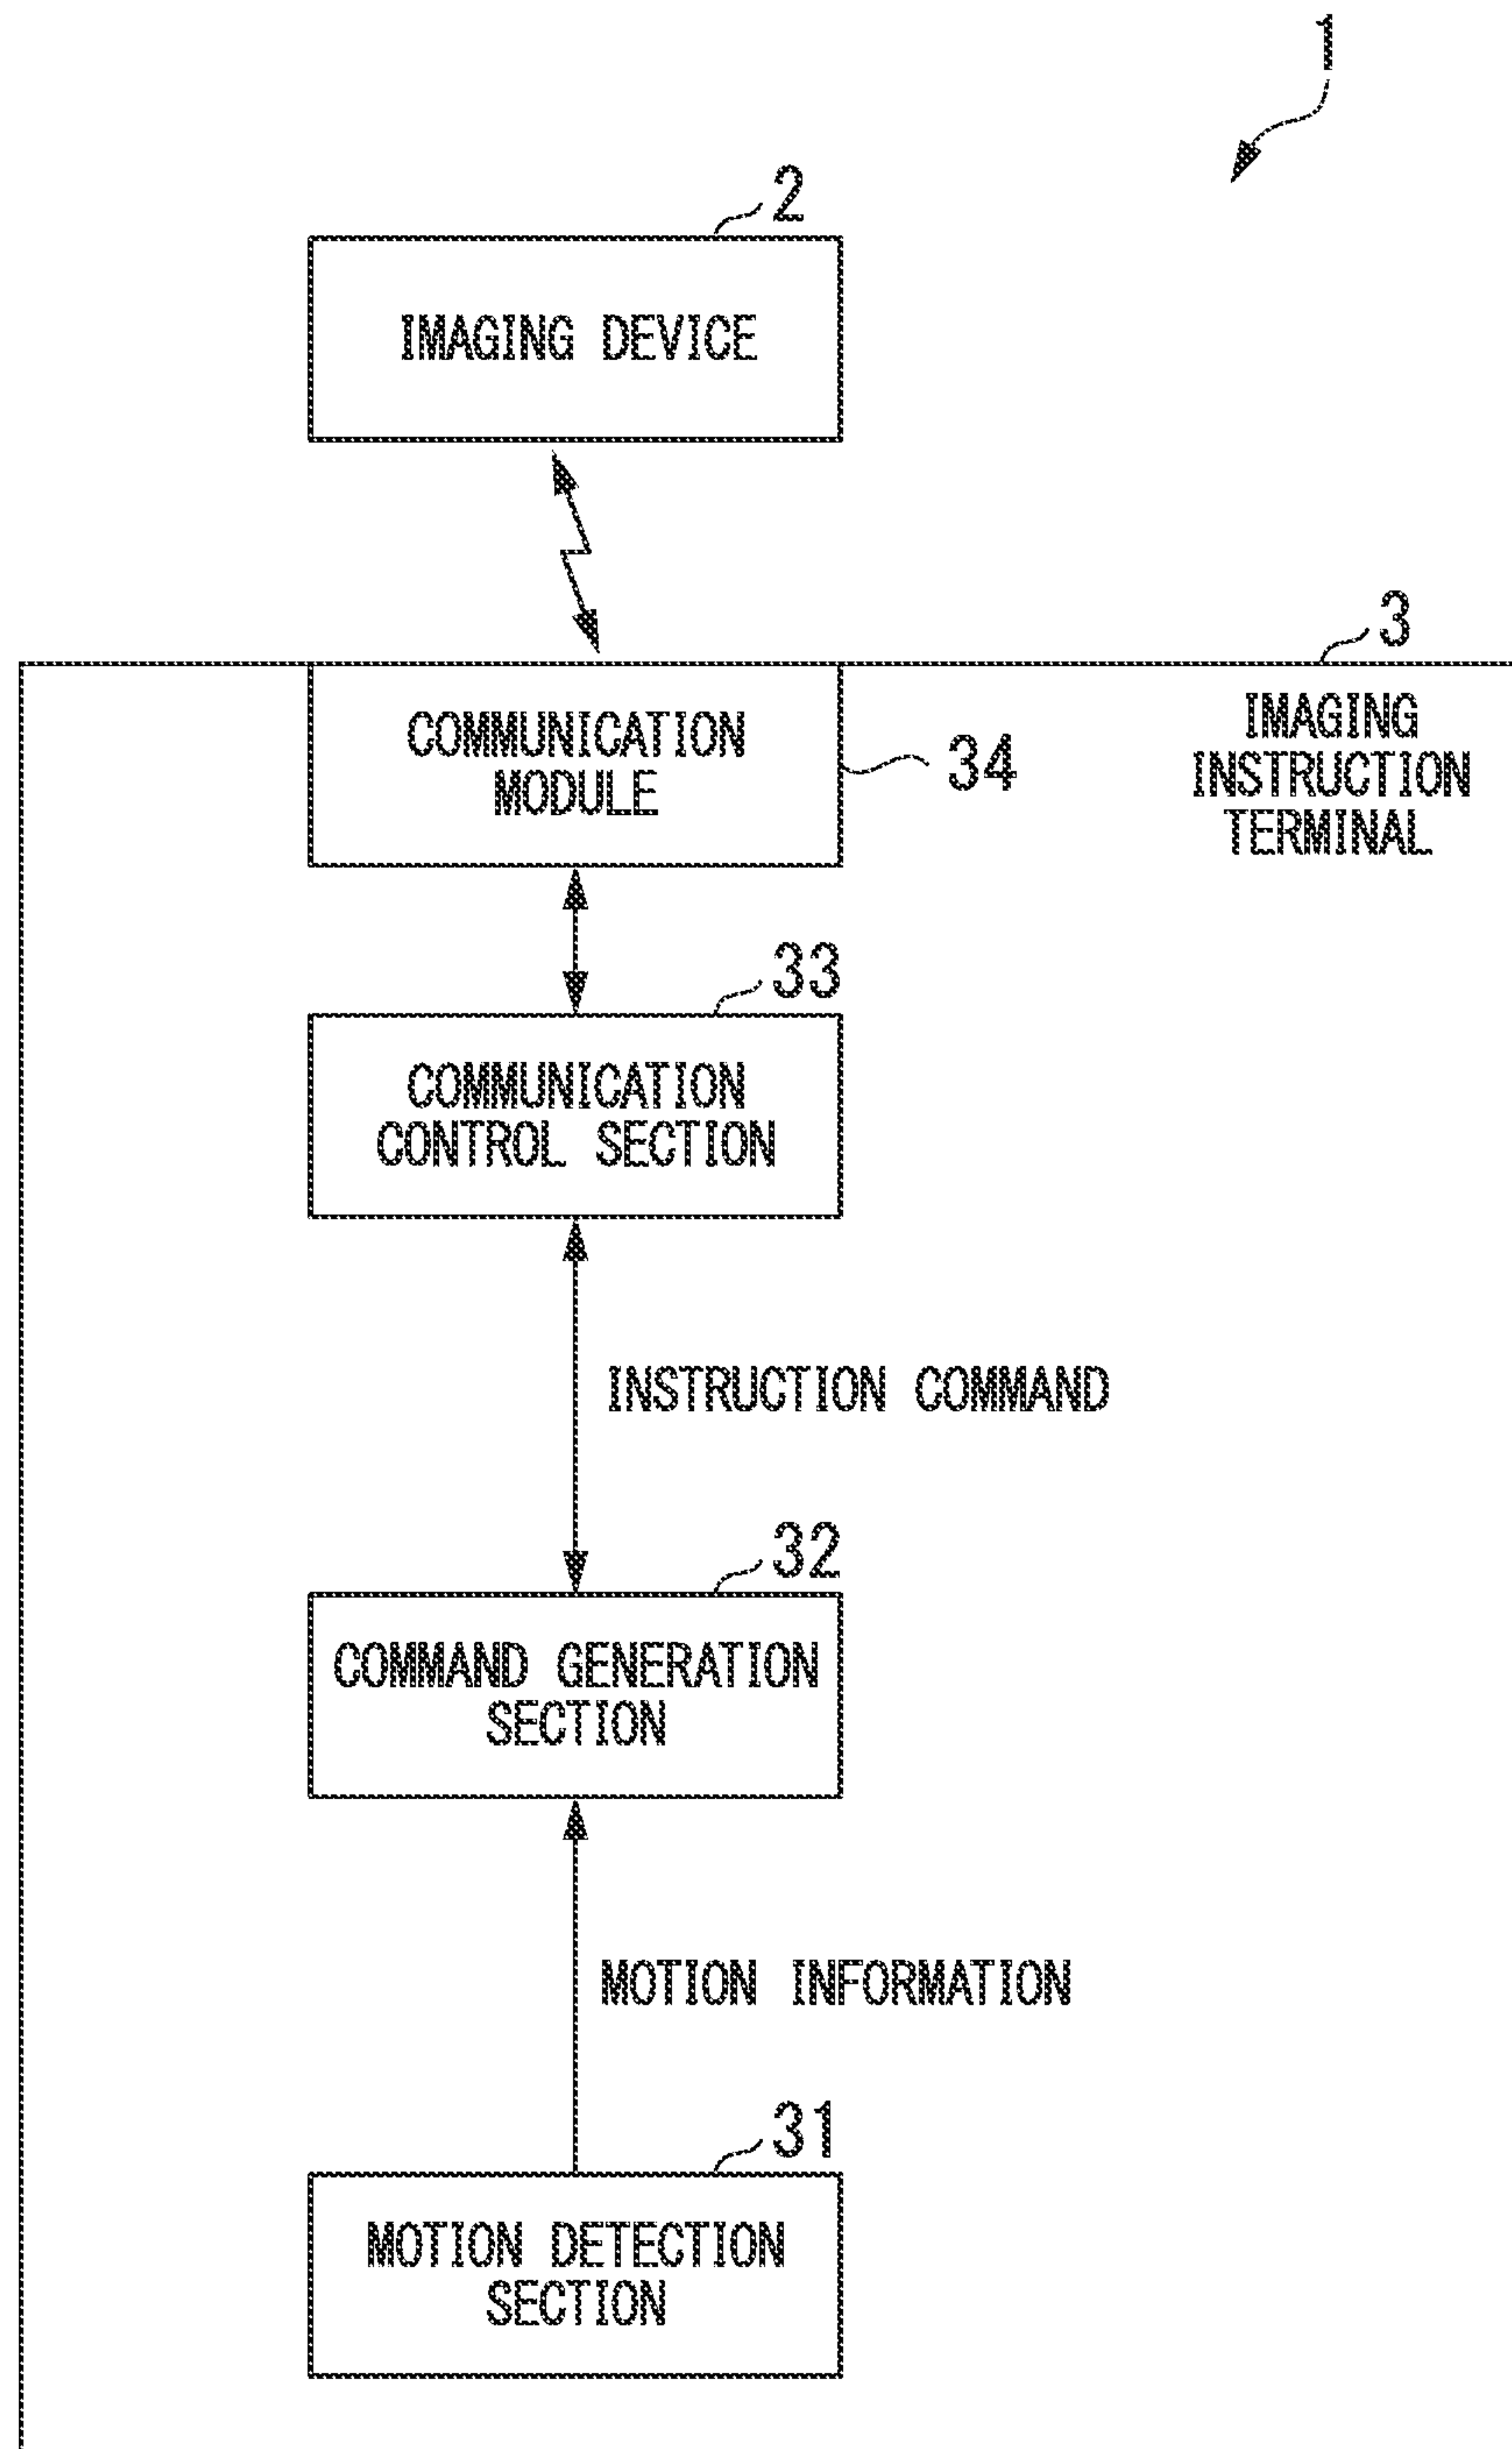 1
2
IMAGING DEVICE
3
IMAGING
INSTRUCTION
TERMINAL
COMMUNICATION
MODULE
34
33
COMMUNICATION
CONTROL SECTION
INSTRUCTION COMMAND
32
COMMAND GENERATION
SECTION
MOTION INFORMATION
31
MOTION DETECTION
SECTION